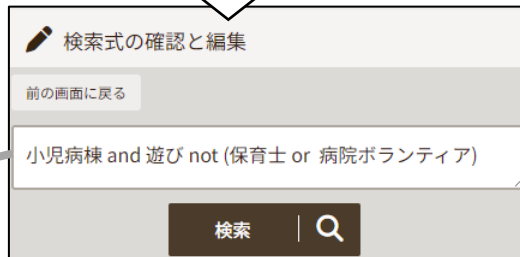 検索式の確認と編集
前の画面に戻る
小児病棟 and 遊び not (保育士 or 病院ボランティア)
検索